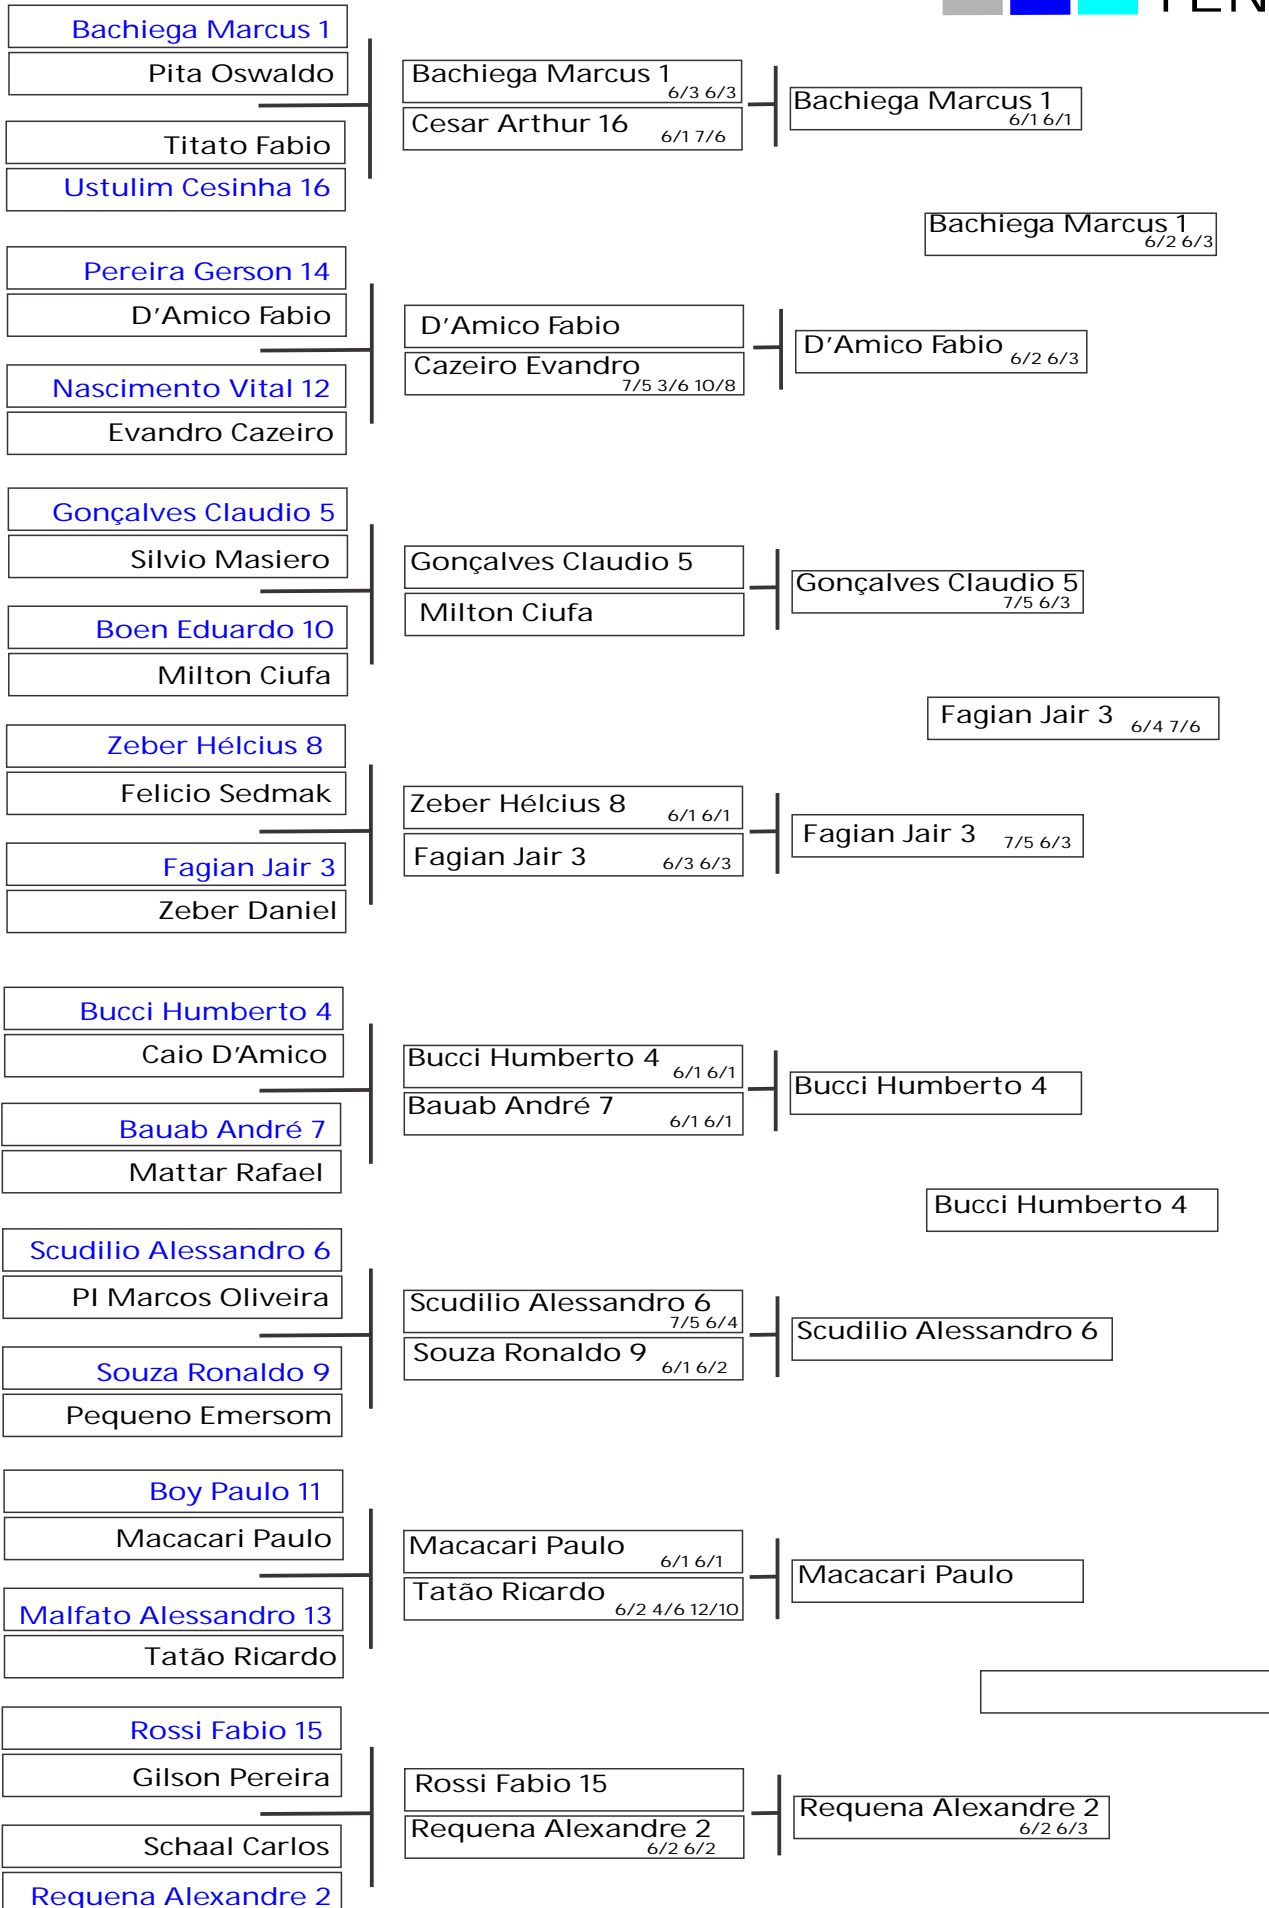 TEN
Bachiega Marcus 1
Pita Oswaldo
Titato Fabio
Ustulim Cesinha 16
Pereira Gerson 14
D'Amico Fabio
Nascimento Vital 12
Evandro Cazeiro
Gonçalves Claudio 5
Silvio Masiero
Boen Eduardo 10
Milton Ciufa
Zeber Hélcius 8
Felicio Sedmak
Fagian Jair 3
Zeber Daniel
Bucci Humberto 4
Caio D'Amico
Bauab André 7
Mattar Rafael
Scudilio Alessandro 6
PI Marcos Oliveira
Souza Ronaldo 9
Pequeno Emersom
Boy Paulo 11
Macacari Paulo
Malfato Alessandro 13
Tatão Ricardo
Rossi Fabio 15
Gilson Pereira
Schaal Carlos
Requena Alexandre 2
Bachiega Marcus 1
6/3 6/3
Cesar Arthur 16 6/1 7/6
D'Amico Fabio
Cazeiro Evandro
7/5 3/6 10/8
Gonçalves Claudio 5
Milton Ciufa
Zeber Hélcius 8 6/1 6/1
Fagian Jair 3 6/3 6/3
Bucci Humberto 4 6/1 6/1
Bauab André 7 6/1 6/1
Scudilio Alessandro 6
7/5 6/4
Souza Ronaldo 9 6/1 6/2
Macacari Paulo 6/1 6/1
Tatão Ricardo 6/2 4/6 12/10
Rossi Fabio 15
Requena Alexandre 2
6/2 6/2
Bachiega Marcus 1
6/1 6/1
D'Amico Fabio 6/2 6/3
Gonçalves Claudio 5
7/5 6/3
Fagian Jair 3 7/5 6/3
Bucci Humberto 4
Scudilio Alessandro 6
Macacari Paulo
Requena Alexandre 2
6/2 6/3
Bachiega Marcus 1
6/2 6/3
Fagian Jair 3 6/4 7/6
Bucci Humberto 4